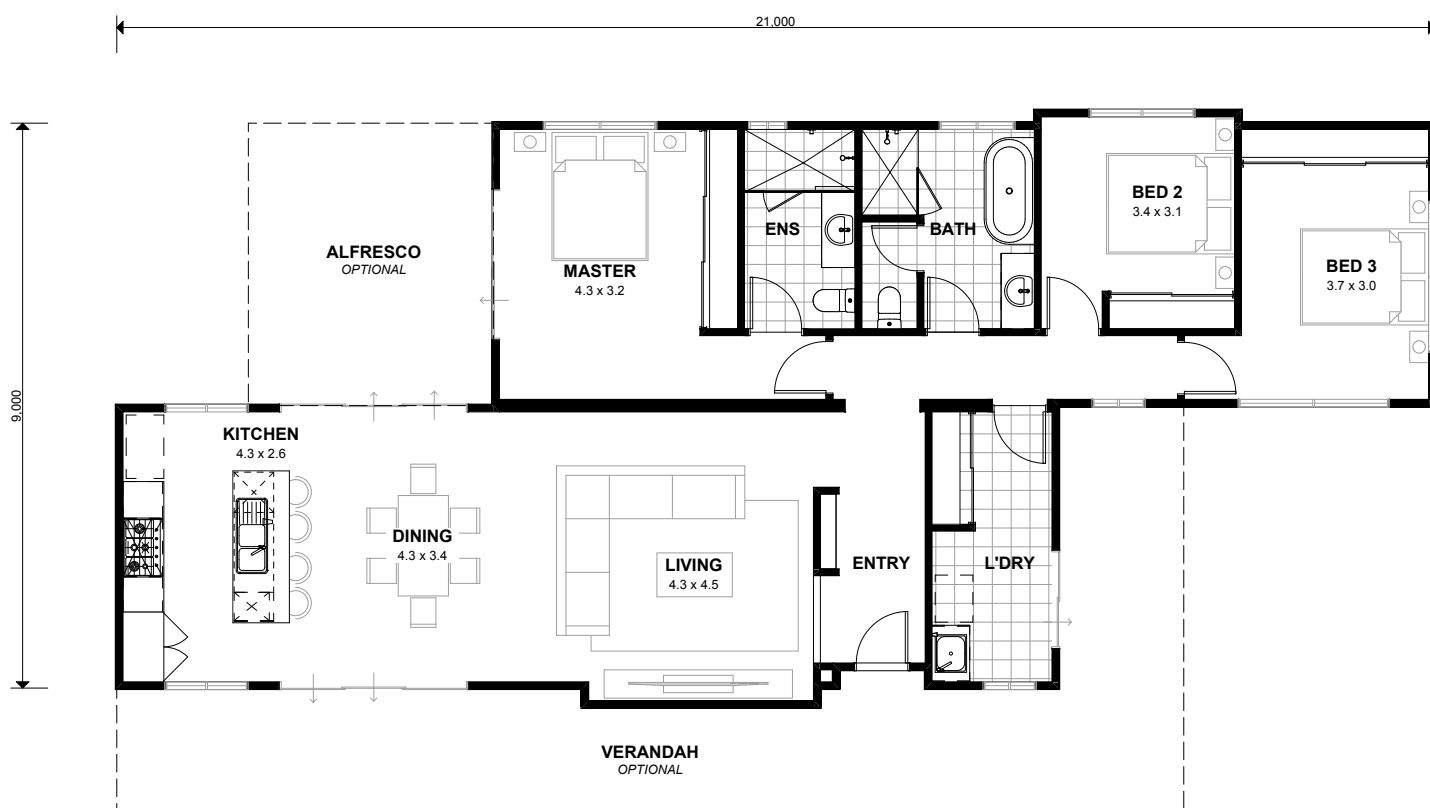 21,000
9,000
ALFRESCO
OPTIONAL
MASTER
4.3 x 3.2
ENS
BATH
BED 2
3.4 x 3.1
BED 3
3.7 x 3.0
KITCHEN
4.3 x 2.6
DINING
4.3 x 3.4
LIVING
4.3 x 4.5
ENTRY
L'DRY
VERANDAH
OPTIONAL